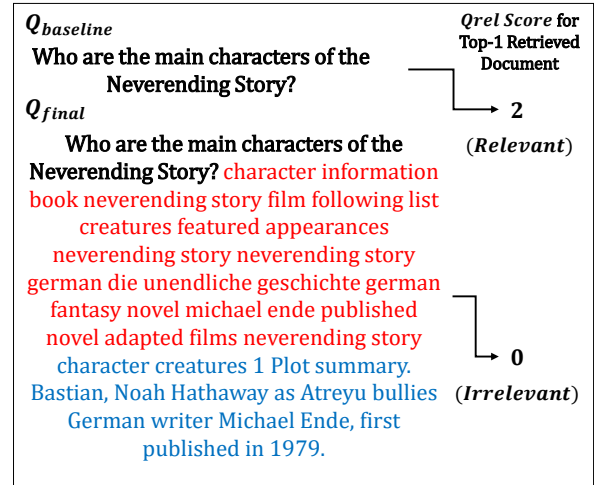 Q_baseline
Who are the main characters of the
Neverending Story?
Qrel Score for
Top-1 Retrieved
Document
2
(Relevant)
Q_final
Who are the main characters of the
Neverending Story? character information
book neverending story film following list
creatures featured appearances
neverending story neverending story
german die unendliche geschichte german
fantasy novel michael ende published
novel adapted films neverending story
character creatures 1 Plot summary.
Bastian, Noah Hathaway as Atreyu bullies
German writer Michael Ende, first
published in 1979.
0
(Irrelevant)